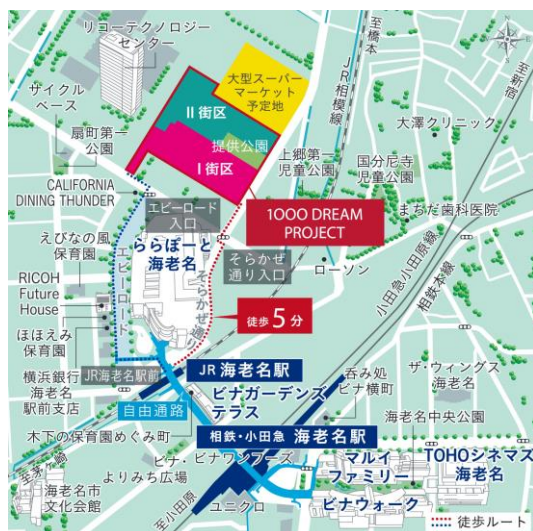 リコーテクノロジー
センター
サイクル
ベース
扇町第一
公園
大型スーパー
マーケット
予定地
II街区
提供公園
I街区
至橋本
JR相模線
至新宿
大澤クリニック
上郷第一
児童公園
国分尼寺
児童公園
CALIFORNIA
DINING THUNDER
エビーロード
入口
1000 DREAM
PROJECT
まちだ歯科医院
えびなの風
保育園
ららぽーと
海老名
そらかぜ
通り入口
ローソン
小田急小田原線
相鉄本線
エビーロード
そらかぜ通り
RICOH
Future
House
徒歩5分
ほほえみ
保育園
横浜銀行
海老名
駅前支店
JR海老名駅前
JR 海老名駅
呑み処
ビナ横町
ザ・ウィングス
海老名
ビナガーデンズ
テラス
自由通路
海老名中央公園
木下の保育園めぐみ町
相鉄・小田急 海老名駅
TOHOシネマズ
海老名
至茅ヶ崎
ビナ・
よりみち広場
ビナワンフーズ
マルイ
ファミリー
海老名市
文化会館
至小田原
ユニクロ
ビナウォーク
徒歩ルート